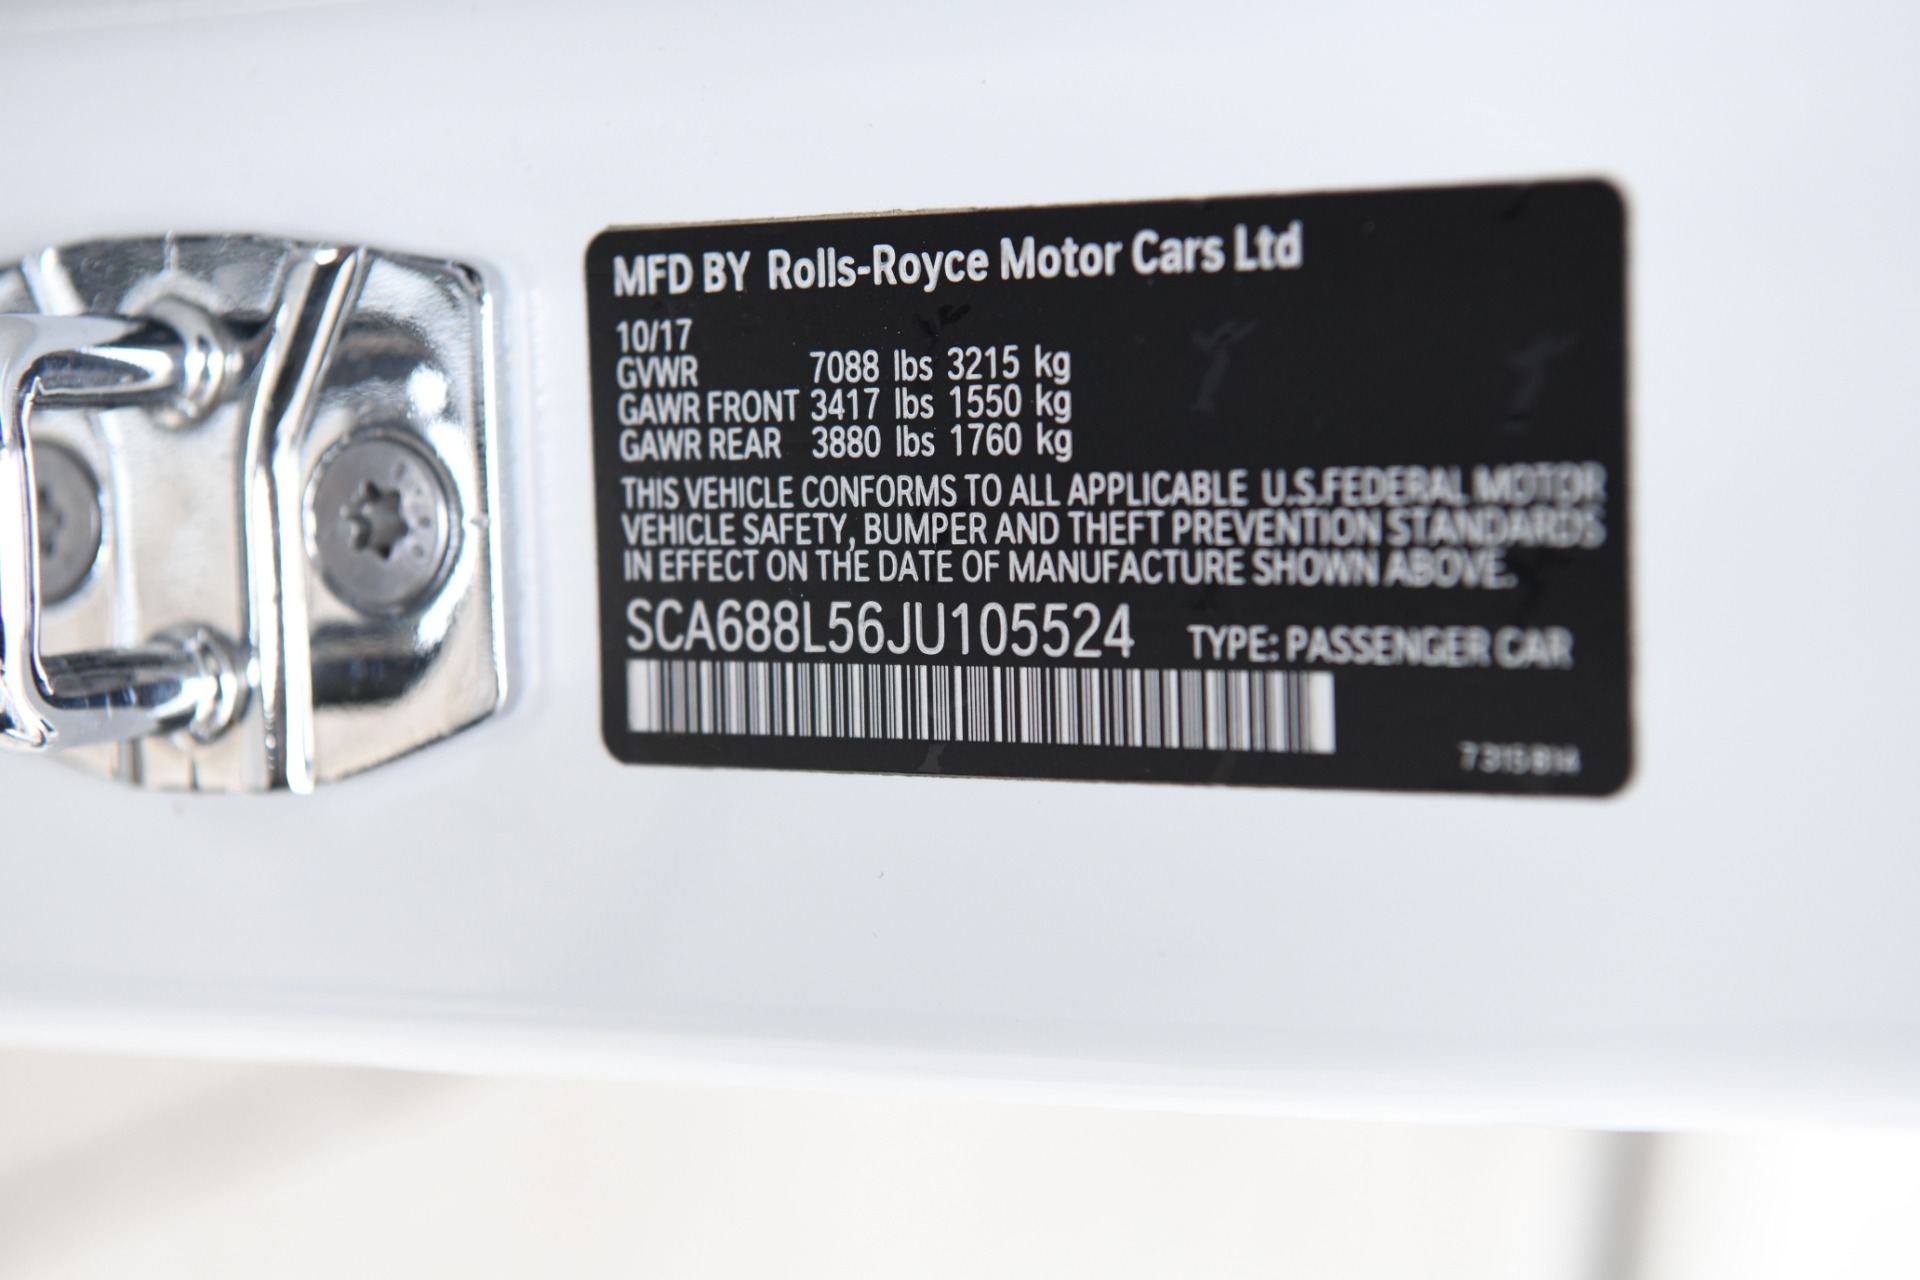 MFD BY Rolls-Royce Motor Cars Ltd
10/17
GVWR 7088 lbs 3215 kg
GAWR FRONT 3417 lbs 1550 kg
GAWR REAR 3880 lbs 1760 kg
THIS VEHICLE CONFORMS TO ALL APPLICABLE U.S.FEDERAL MOTOR
VEHICLE SAFETY, BUMPER AND THEFT PREVENTION STANDARDS
IN EFFECT ON THE DATE OF MANUFACTURE SHOWN ABOVE.
SCA688L56JU105524 TYPE: PASSENGER CAR